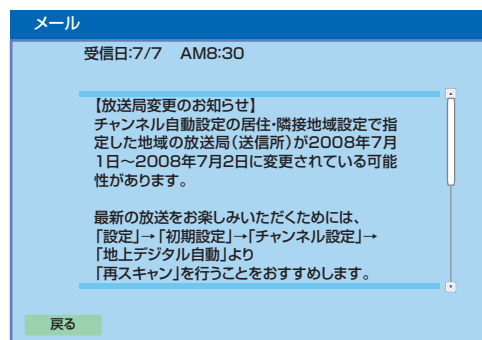 メール
受信日:7/7 AM8:30
【放送局変更のお知らせ】
チャンネル自動設定の居住・隣接地域設定で指
定した地域の放送局(送信所)が2008年7月
1日～2008年7月2日に変更されている可能
性があります。
最新の放送をお楽しみいただくためには、
「設定」→「初期設定」→「チャンネル設定」→
「地上デジタル自動」より
「再スキャン」を行うことをおすすめします。
戻る